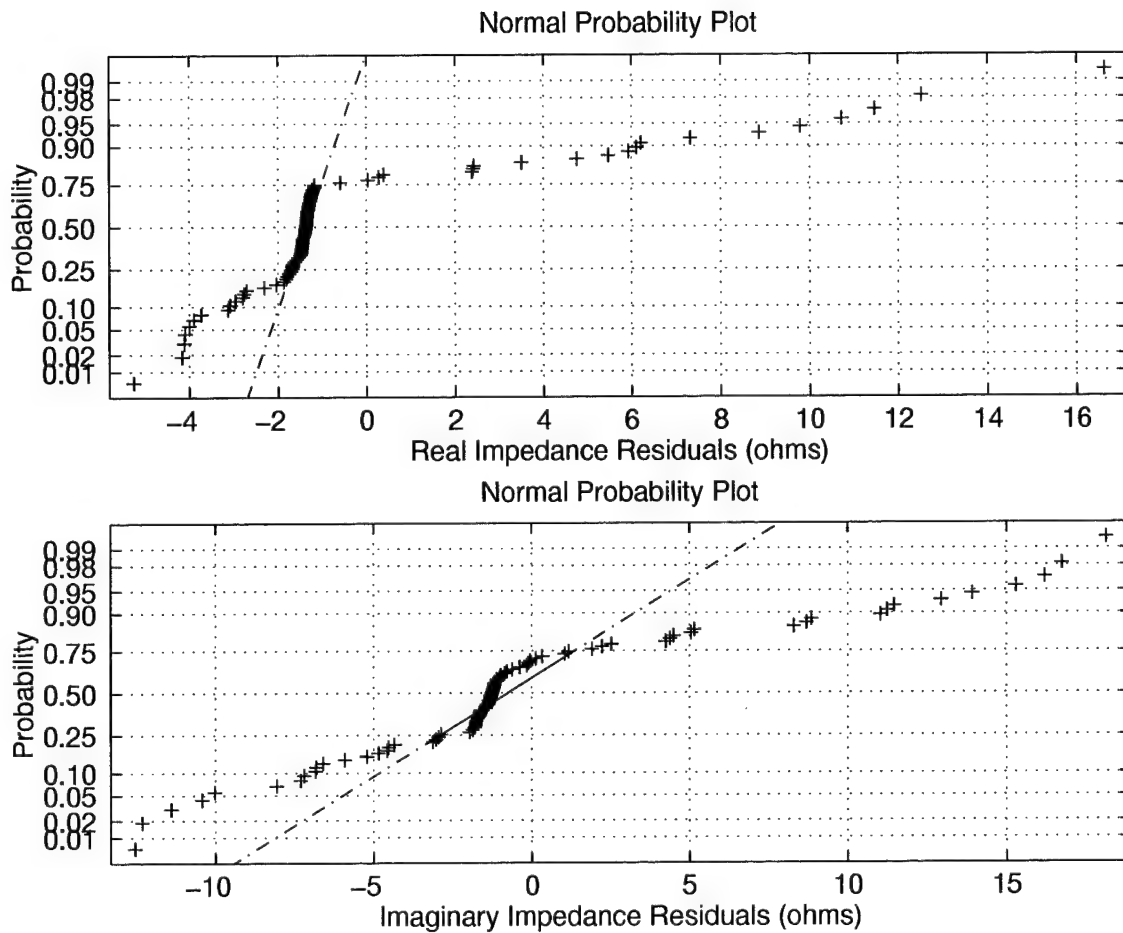 Normal Probability Plot
Probability
0.99
0.98
0.95
0.90
0.75
0.50
0.25
0.10
0.05
0.02
0.01
−4 −2 0 2 4 6 8 10 12 14 16
Real Impedance Residuals (ohms)
Normal Probability Plot
Probability
0.99
0.98
0.95
0.90
0.75
0.50
0.25
0.10
0.05
0.02
0.01
−10 −5 0 5 10 15
Imaginary Impedance Residuals (ohms)